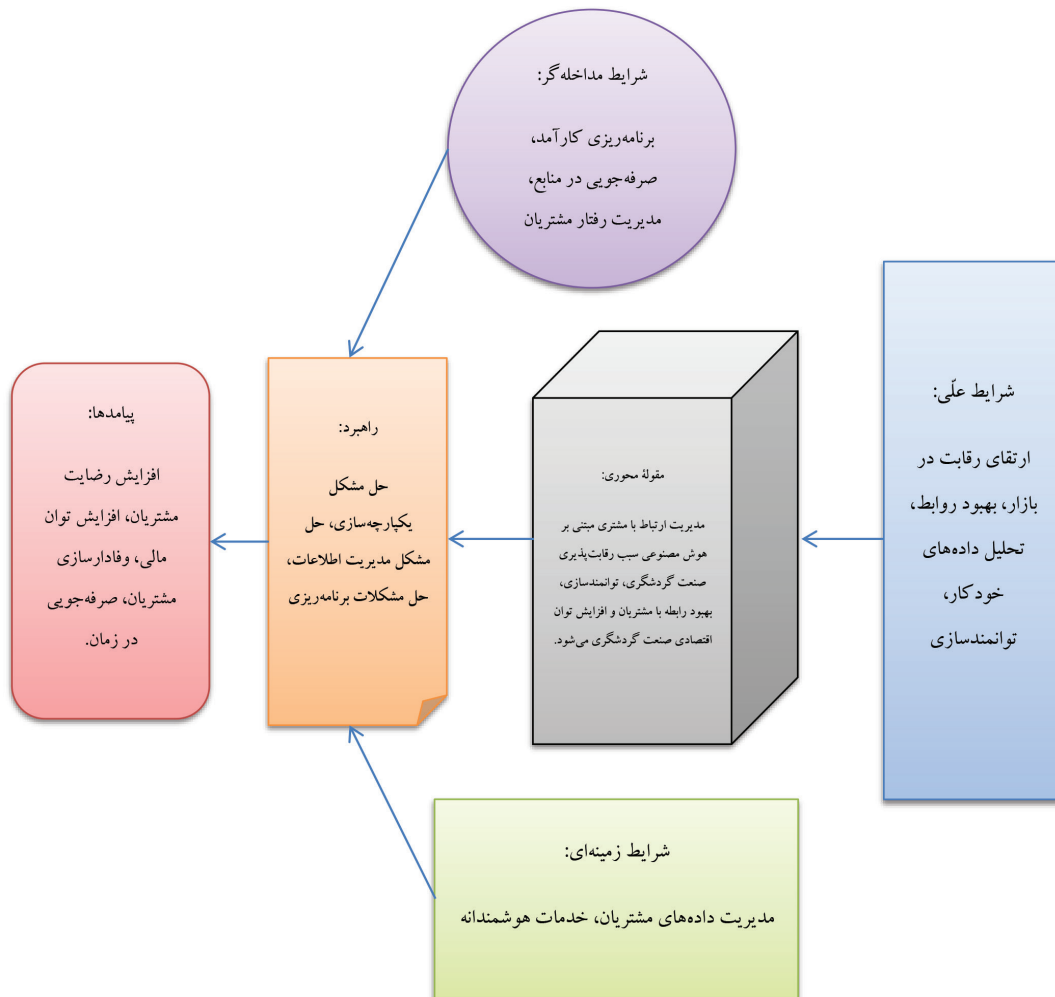 شرایط مداخله‌گر:
برنامه‌ریزی کارآمد،
صرفه‌جویی در منابع،
مدیریت رفتار مشتریان
شرایط علّی:
ارتقای رقابت در
بازار، بهبود روابط،
تحلیل داده‌های
خودکار،
توانمندسازی
مقولهٔ محوری:
مدیریت ارتباط با مشتری مبتنی بر
هوش مصنوعی سبب رقابت‌پذیری
صنعت گردشگری، توانمندسازی،
بهبود رابطه با مشتریان و افزایش توان
اقتصادی صنعت گردشگری می‌شود.
راهبرد:
حل مشکل
یکپارچه‌سازی، حل
مشکل مدیریت اطلاعات،
حل مشکلات برنامه‌ریزی
پیامدها:
افزایش رضایت
مشتریان، افزایش توان
مالی، وفادارسازی
مشتریان، صرفه‌جویی
در زمان.
شرایط زمینه‌ای:
مدیریت داده‌های مشتریان، خدمات هوشمندانه